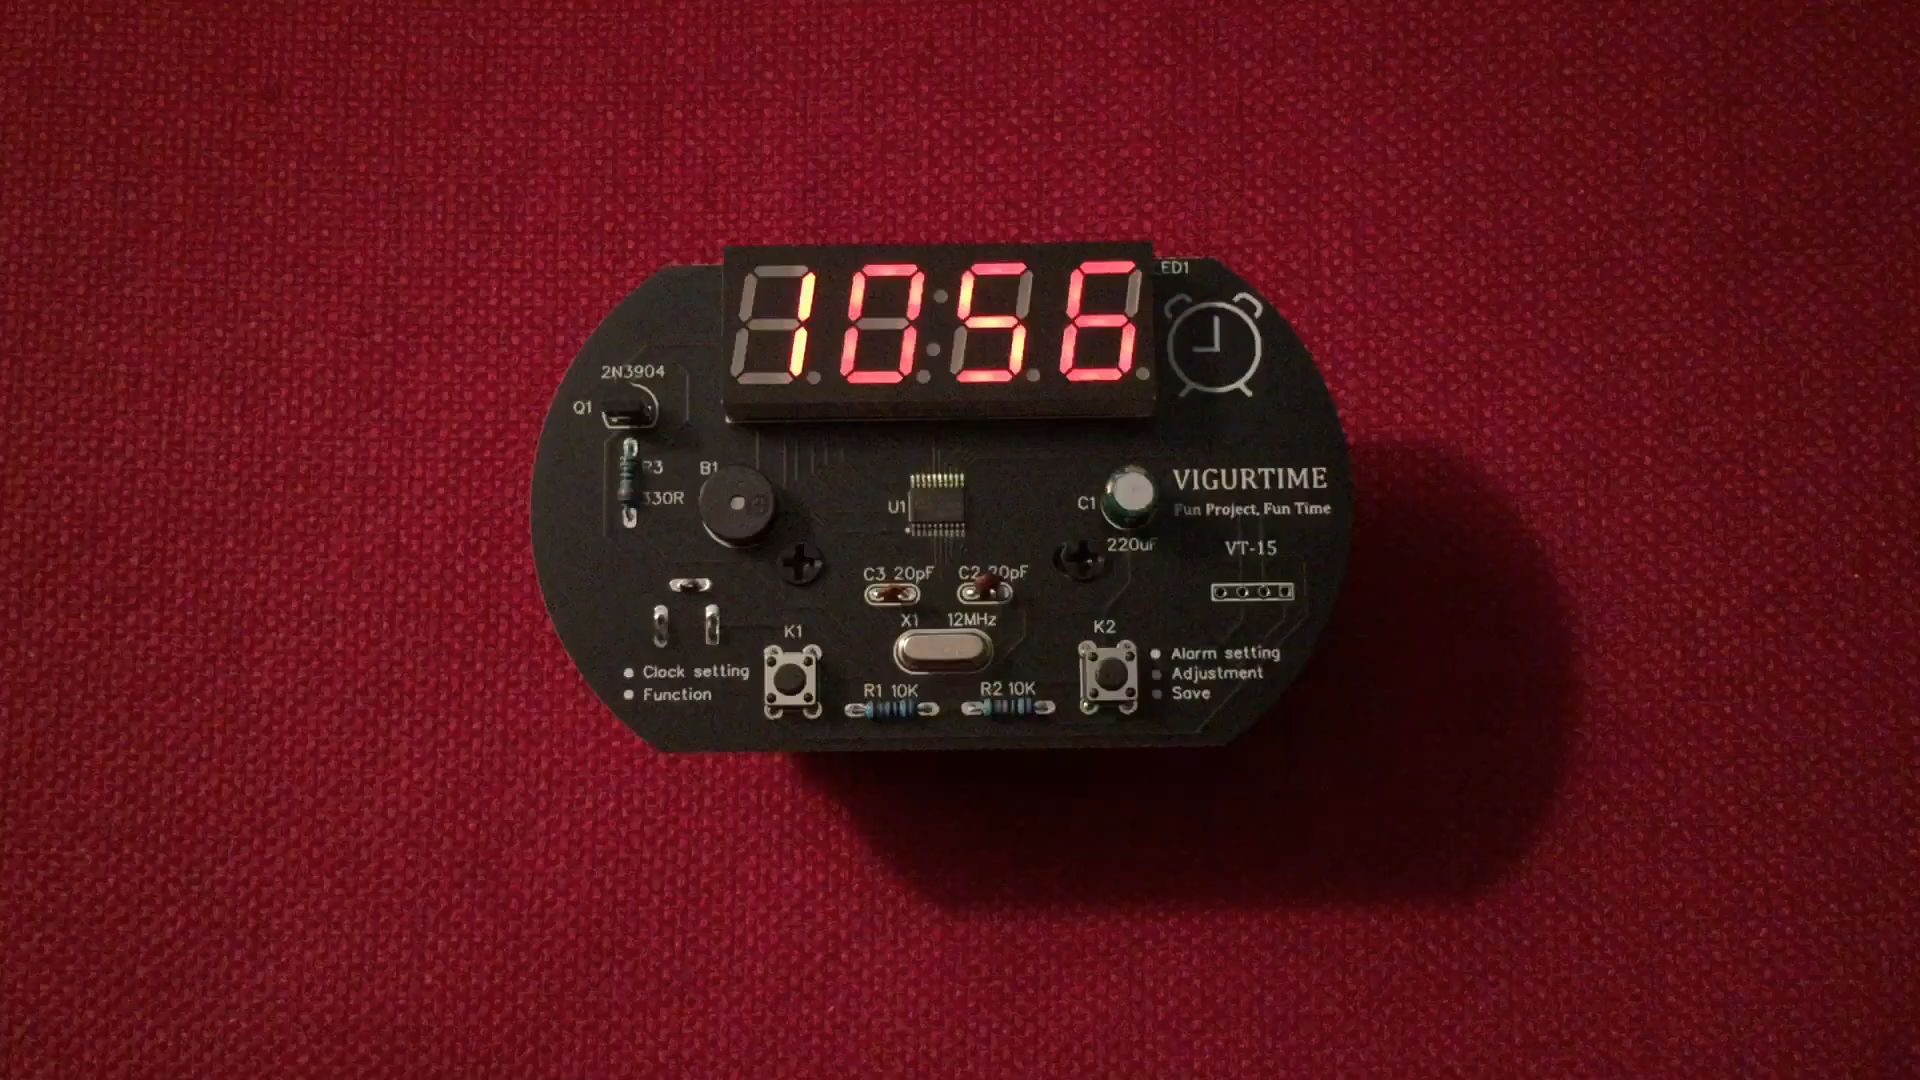 1056
ED1
2N3904
Q1
R3
330R
B1
U1
C1
220uF
VIGURTIME
Fun Project, Fun Time
VT-15
C3 20pF
C2 20pF
X1 12MHz
K1
K2
Clock setting
Function
R1 10K
R2 10K
Alarm setting
Adjustment
Save